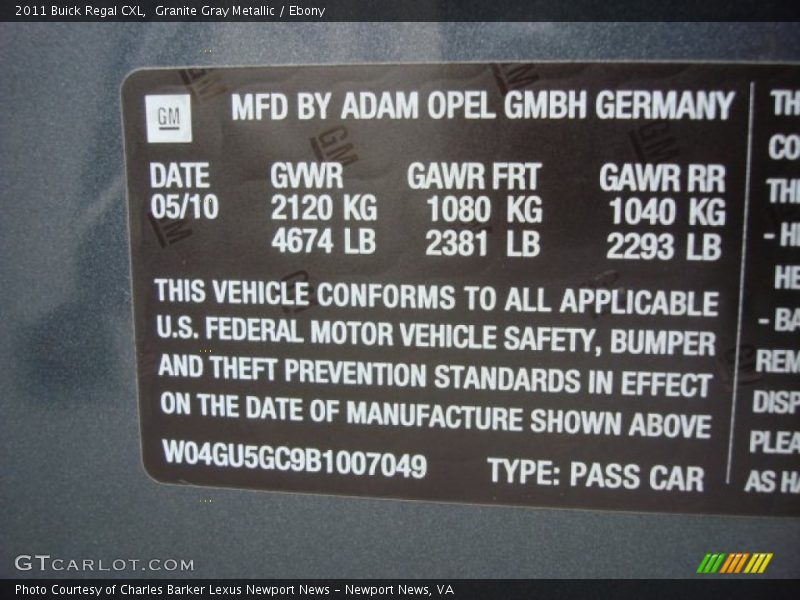 2011 Buick Regal CXL,  Granite Gray Metallic / Ebony
GM
MFD BY ADAM OPEL GMBH GERMANY
DATE GVWR GAWR FRT GAWR RR
05/10 2120 KG 1080 KG 1040 KG
4674 LB 2381 LB 2293 LB
THIS VEHICLE CONFORMS TO ALL APPLICABLE
U.S. FEDERAL MOTOR VEHICLE SAFETY, BUMPER
AND THEFT PREVENTION STANDARDS IN EFFECT
ON THE DATE OF MANUFACTURE SHOWN ABOVE
W04GU5GC9B1007049 TYPE: PASS CAR
GTCARLOT.COM
Photo Courtesy of Charles Barker Lexus Newport News – Newport News, VA